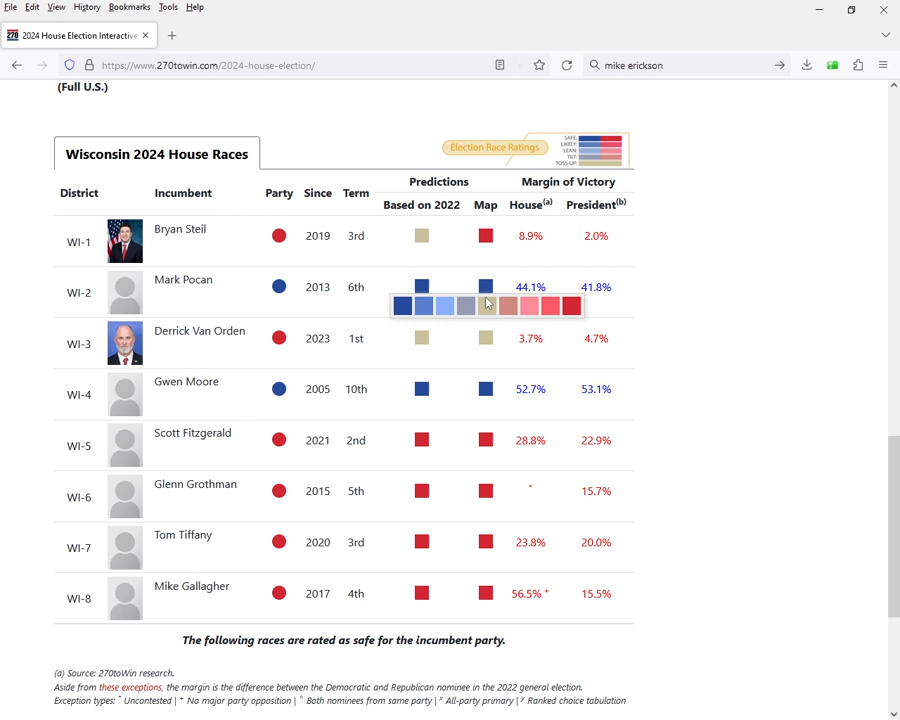 File Edit View History Bookmarks Tools Help
2024 House Election Interactive
https://www.270towin.com/2024-house-election/
mike erickson
(Full U.S.)
Wisconsin 2024 House Races
Election Race Ratings
SAFE:
LIKELY:
LEAN:
TILT:
TOSS-UP:
Predictions Margin of Victory
District Incumbent Party Since Term Based on 2022 Map House(a) President(b)
WI-1 Bryan Steil 2019 3rd 8.9% 2.0%
WI-2 Mark Pocan 2013 6th 44.1% 41.8%
WI-3 Derrick Van Orden 2023 1st 3.7% 4.7%
WI-4 Gwen Moore 2005 10th 52.7% 53.1%
WI-5 Scott Fitzgerald 2021 2nd 28.8% 22.9%
WI-6 Glenn Grothman 2015 5th * 15.7%
WI-7 Tom Tiffany 2020 3rd 23.8% 20.0%
WI-8 Mike Gallagher 2017 4th 56.5% + 15.5%
The following races are rated as safe for the incumbent party.
(a) Source: 270toWin research.
Aside from these exceptions, the margin is the difference between the Democratic and Republican nominee in the 2022 general election.
Exception types: * Uncontested | + No major party opposition | ^ Both nominees from same party | x All-party primary | y Ranked choice tabulation